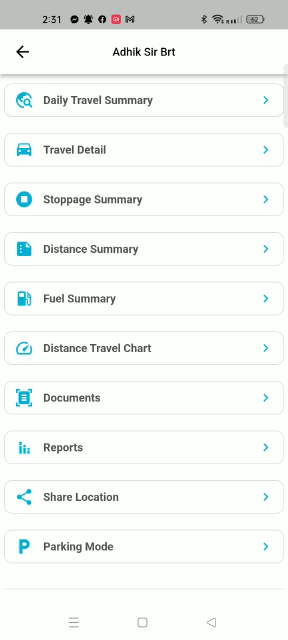 2:31
62
Adhik Sir Brt
Daily Travel Summary
Travel Detail
Stoppage Summary
Distance Summary
Fuel Summary
Distance Travel Chart
Documents
Reports
Share Location
P Parking Mode